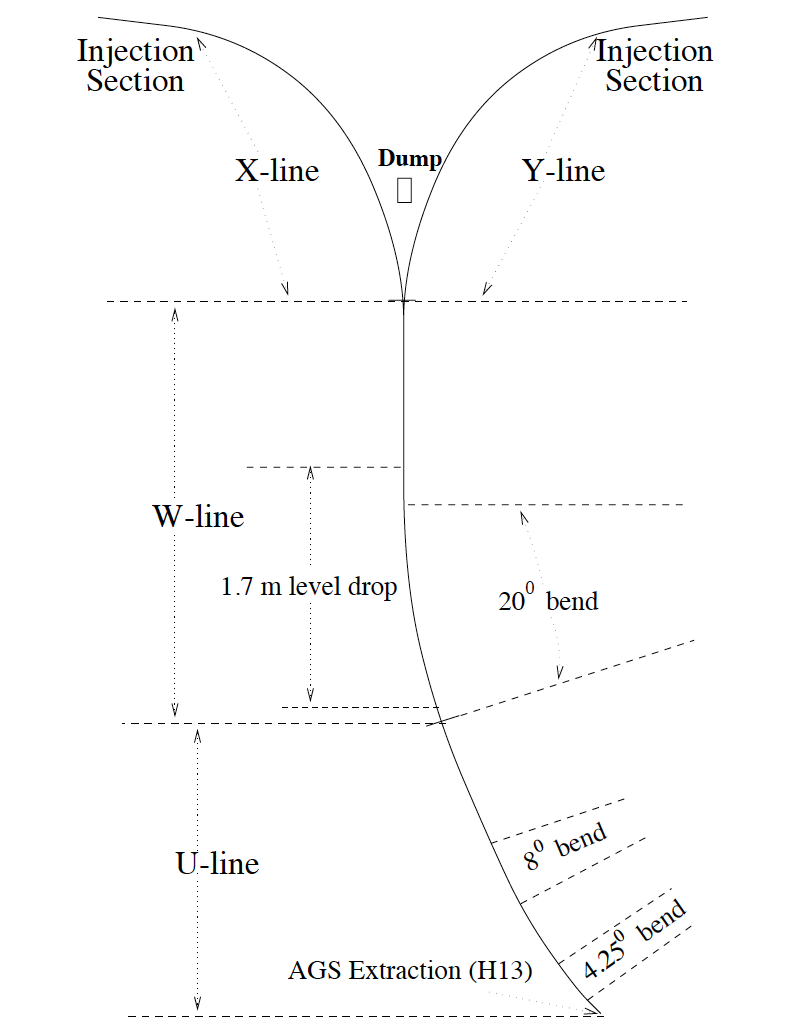 Injection
Section
Injection
Section
Dump
X-line
Y-line
W-line
1.7 m level drop
20⁰ bend
8⁰ bend
U-line
4.25⁰ bend
AGS Extraction (H13)